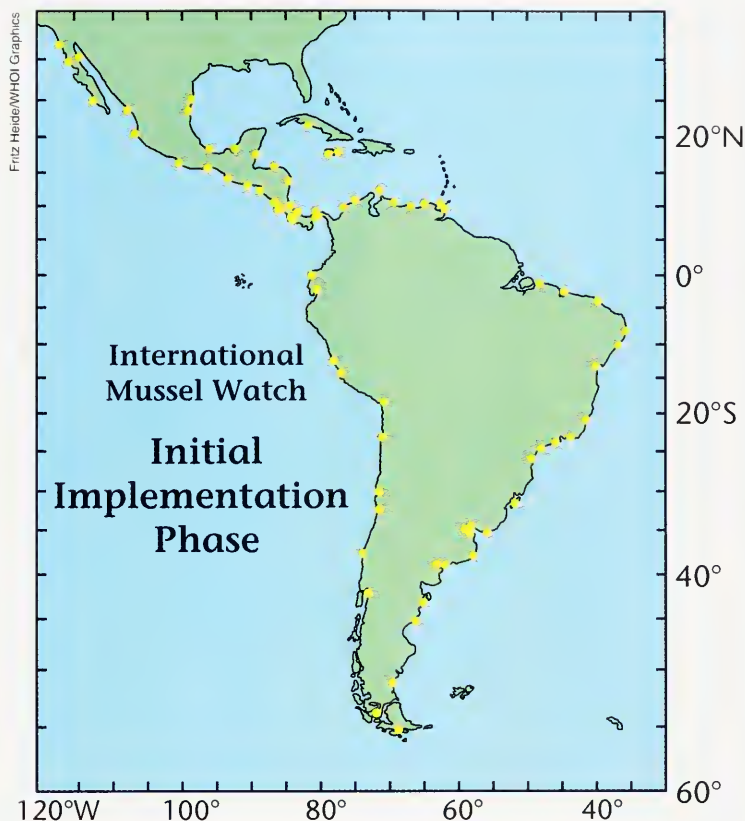 Fritz Heide/WHOI Graphics
20°N
0°
International
Mussel Watch
20°S
Initial
Implementation
Phase
40°
60°
120°W 100° 80° 60° 40°